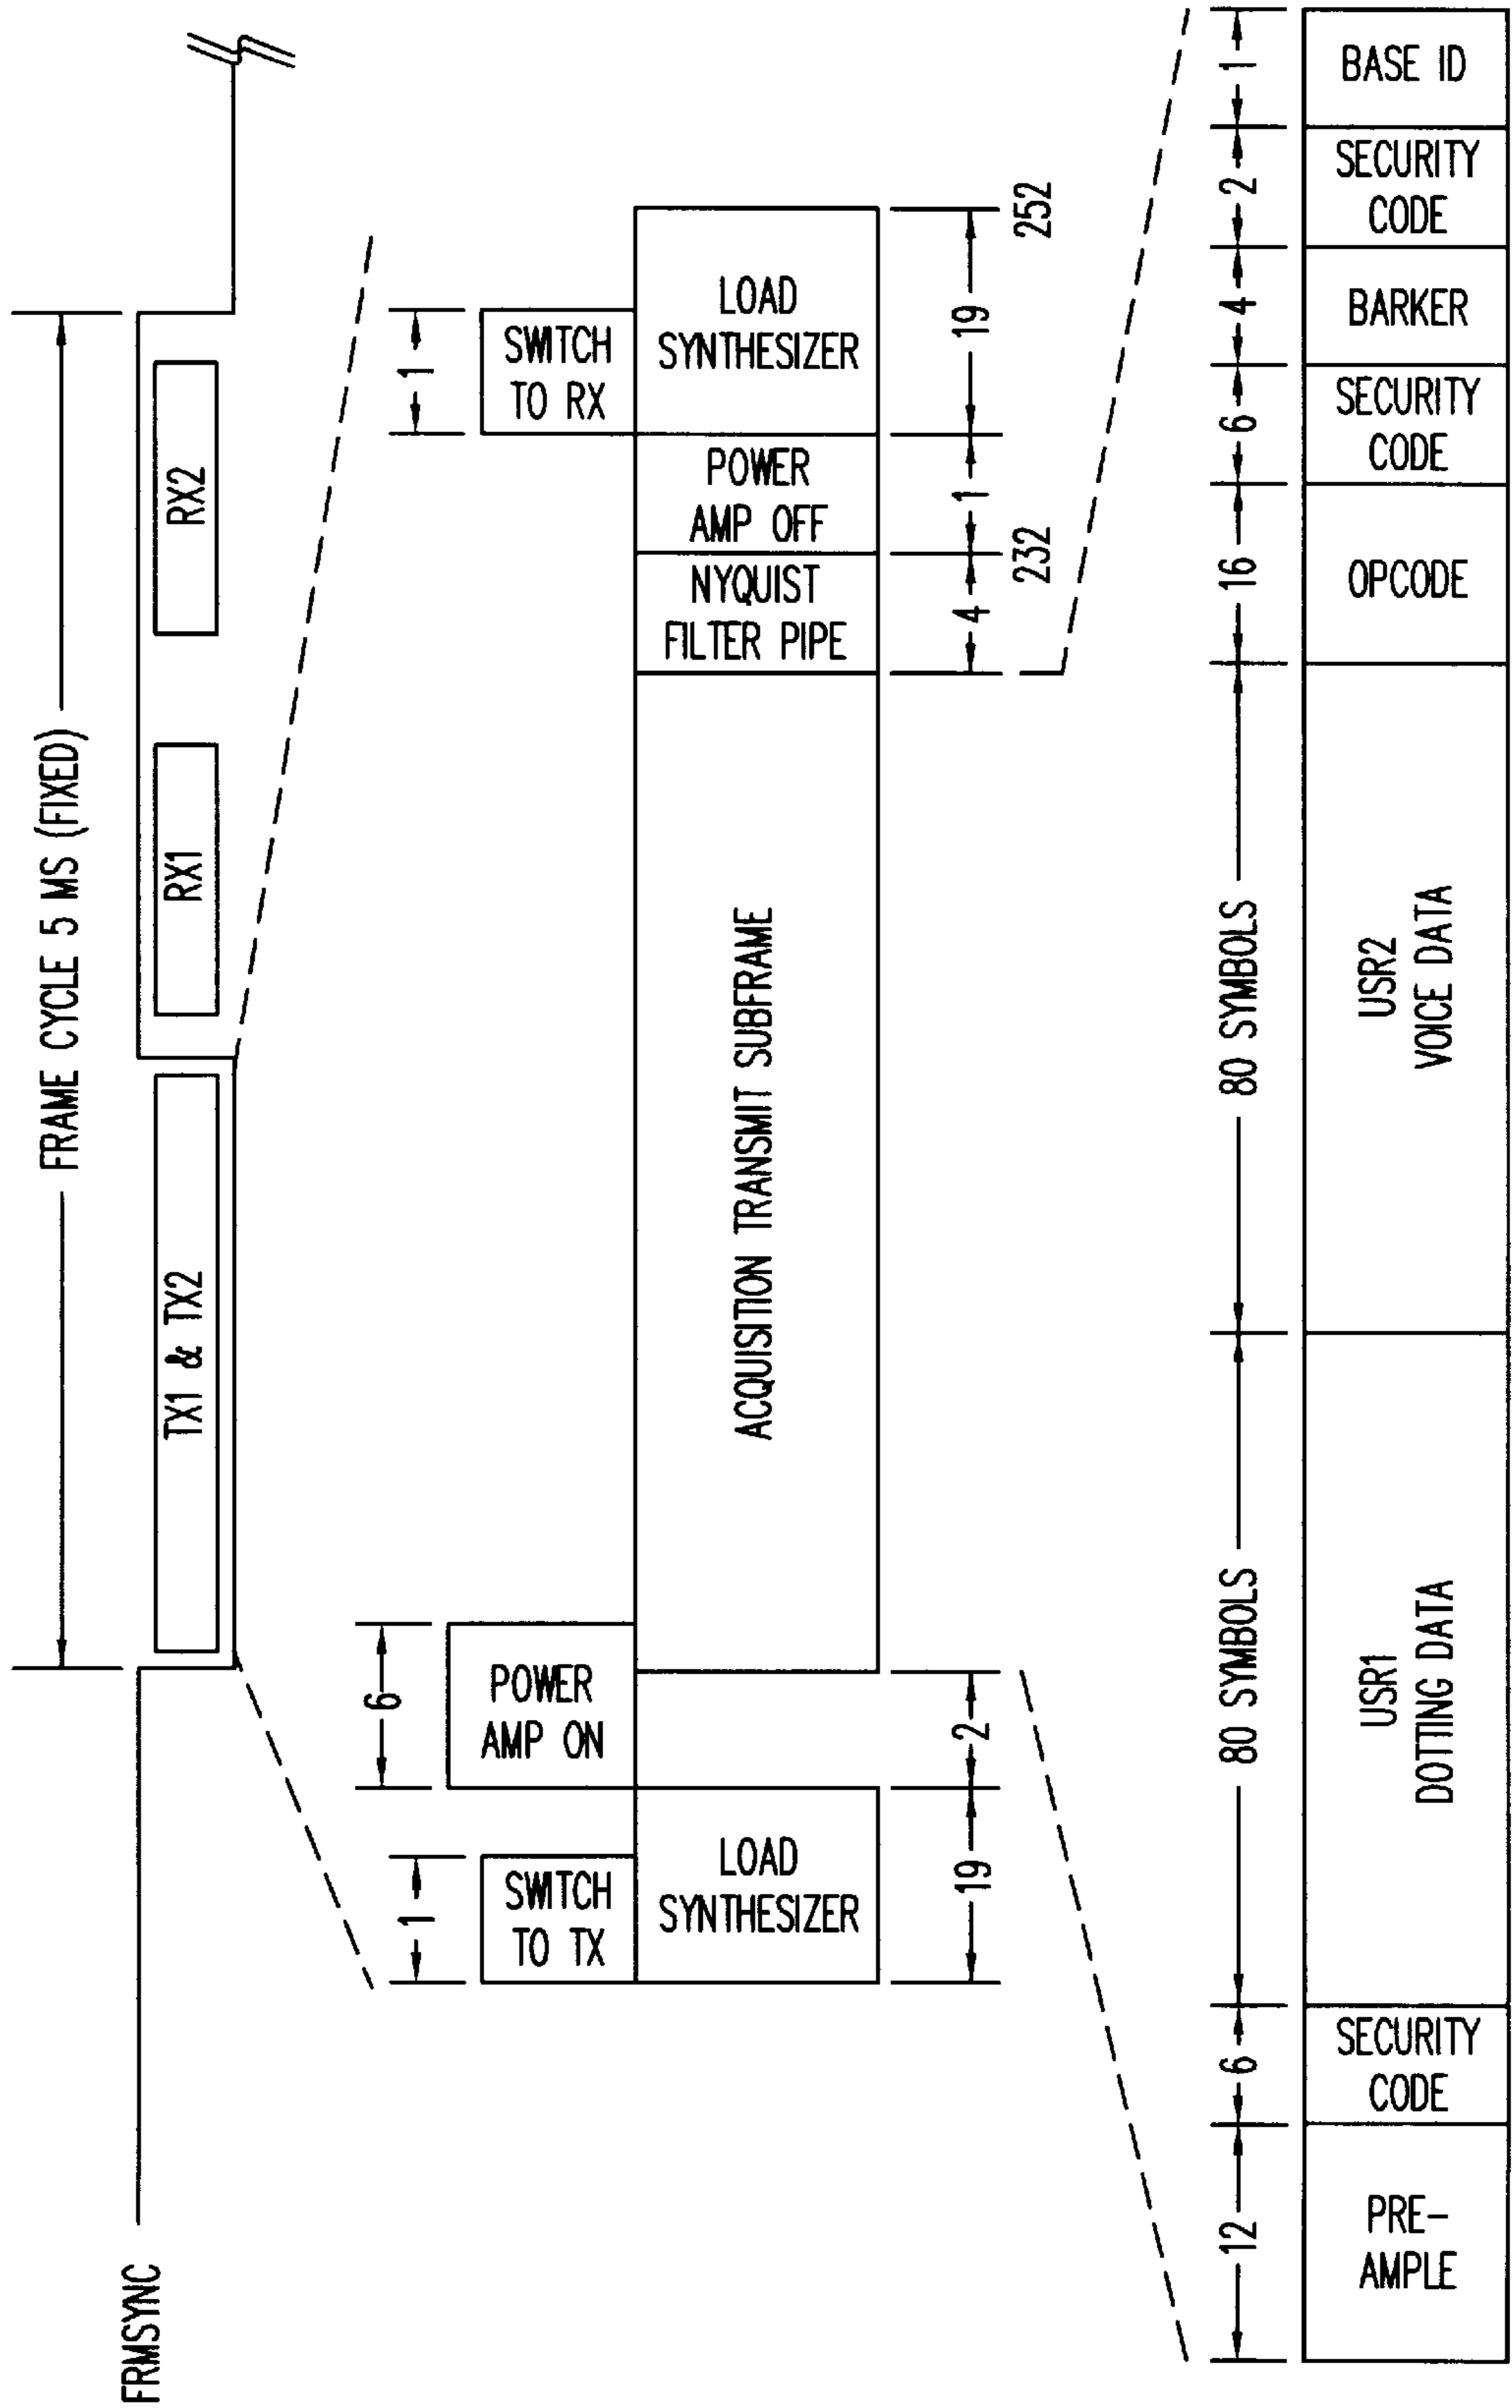 FRAME CYCLE 5 MS (FIXED)
FRMSYNC
TX1 & TX2
RX1
RX2
1
6
1
SWITCH
TO TX
POWER
AMP ON
SWITCH
TO RX
LOAD
SYNTHESIZER
ACQUISITION TRANSMIT SUBFRAME
NYQUIST
FILTER PIPE
POWER
AMP OFF
LOAD
SYNTHESIZER
19
2
4
1
19
232
252
12
6
80 SYMBOLS
80 SYMBOLS
16
6
4
2
1
PRE-
AMPLE
SECURITY
CODE
USR1
DOTTING DATA
USR2
VOICE DATA
OPCODE
SECURITY
CODE
BARKER
SECURITY
CODE
BASE ID